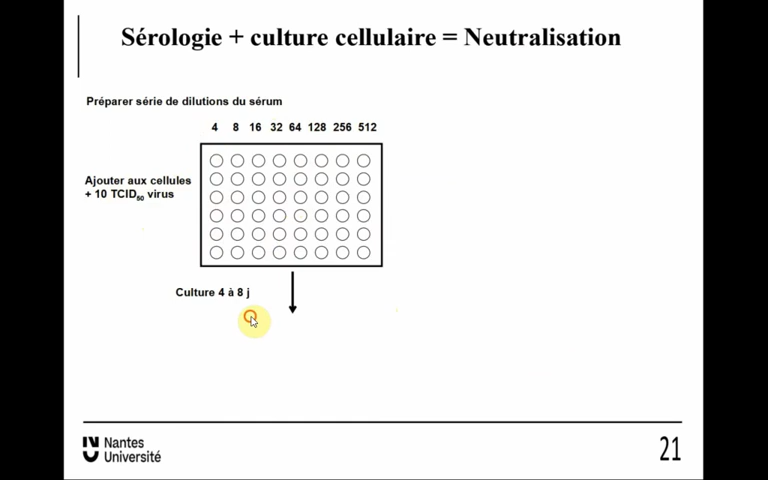 Sérologie + culture cellulaire = Neutralisation
Préparer série de dilutions du sérum
4 8 16 32 64 128 256 512
Ajouter aux cellules
+ 10 TCID50 virus
Culture 4 à 8 j
Nantes
Université
21